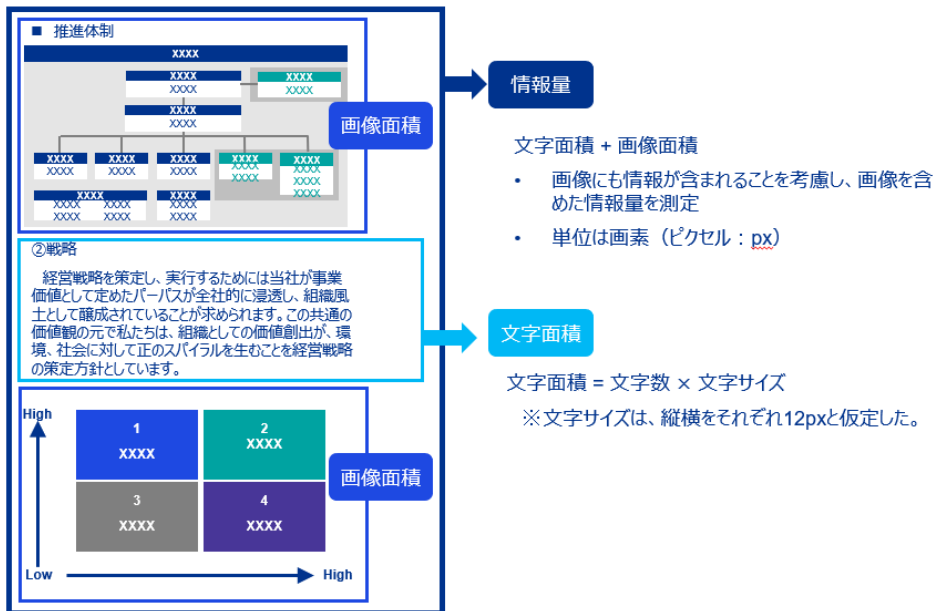 ■ 推進体制
XXXX
XXXX
XXXX
XXXX
XXXX
XXXX
XXXX
画像面積
XXXX XXXX XXXX XXXX XXXX
XXXX XXXX XXXX XXXX XXXX
XXXX XXXX
XXXX
XXXX
XXXX XXXX
XXXX XXXX XXXX
XXXX XXXX XXXX
②戦略
経営戦略を策定し、実行するためには当社が事業
価値として定めたパーパスが全社的に浸透し、組織風
土として醸成されていることが求められます。この共通の
価値観の元で私たちは、組織としての価値創出が、環
境、社会に対して正のスパイラルを生むことを経営戦略
の策定方針としています。
High
1
XXXX
2
XXXX
画像面積
3
XXXX
4
XXXX
Low
High
情報量
文字面積 + 画像面積
• 画像にも情報が含まれることを考慮し、画像を含
めた情報量を測定
• 単位は画素（ピクセル：px）
文字面積
文字面積 = 文字数 × 文字サイズ
※文字サイズは、縦横をそれぞれ12pxと仮定した。